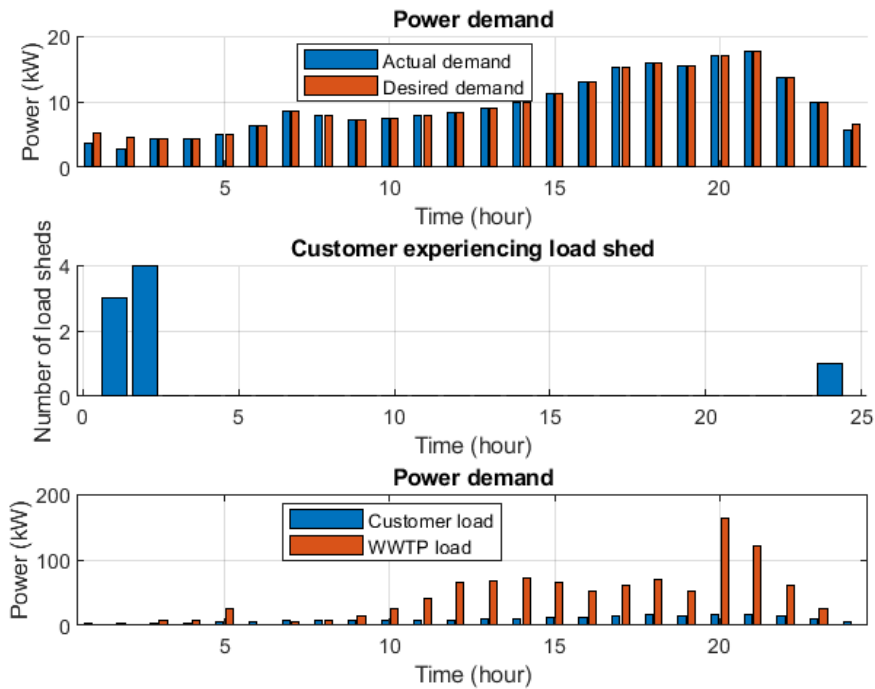 Power demand
Power (kW)
20
10
0
Actual demand
Desired demand
5
10
15
20
Time (hour)
Customer experiencing load shed
Number of load sheds
4
2
0
0
5
10
15
20
25
Time (hour)
Power demand
Power (kW)
200
100
0
Customer load
WWTP load
5
10
15
20
Time (hour)